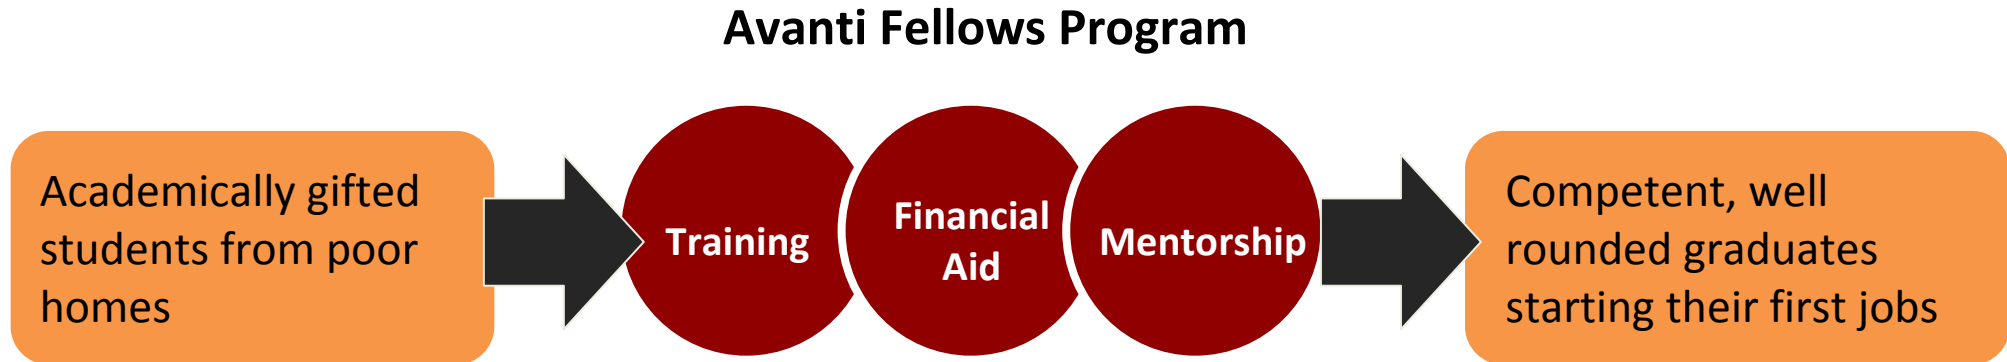 Avanti Fellows Program
Academically gifted
students from poor
homes
Training
Financial
Aid
Mentorship
Competent, well
rounded graduates
starting their first jobs